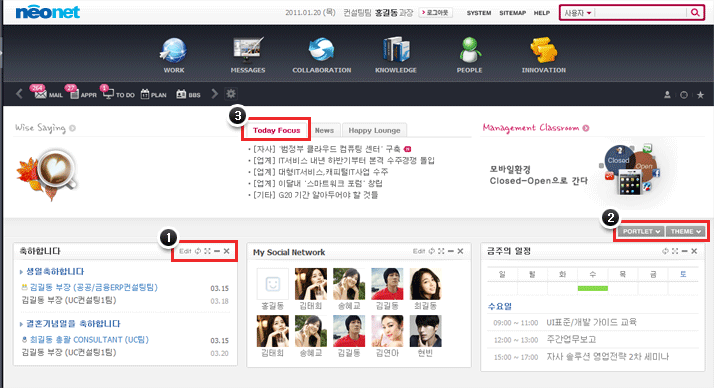 neonet
2011.01.20 (목) 컨설팅팀 홍길동 과장 로그아웃 SYSTEM SITEMAP HELP 사용자
WORK MESSAGES COLLABORATION KNOWLEDGE PEOPLE INNOVATION
264 27 1
MAIL APPR TO DO PLAN BBS
3
Wise Saying
Today Focus News Happy Lounge
Management Classroom
[자사] '범정부 클라우드 컴퓨팅 센터' 구축
[업계] IT서비스 내년 하반기부터 본격 수주경쟁 돌입
[업계] 대형IT서비스,캐피털IT사업 수주
[업계] 이달내 '스마트워크 포럼' 창립
[기타] G20 기간 알아두어야 할 것들
모바일환경
Closed-Open으로 간다
Closed
Open
2
PORTLET THEME
1
축하합니다 Edit
생일축하합니다
김길동 부장 (공공/금융ERP컨설팅팀) 03.15
김길동 부장 (UC컨설팅1팀) 03.18
결혼기념일을 축하합니다
최길동 총괄 CONSULTANT (UC팀) 03.15
김길동 부장 (UC컨설팅1팀) 03.20
My Social Network Edit
홍길동 김태희 송혜교 김길동 최길동
김태희 송혜교 김길동 김연아 현빈
금주의 일정
일 월 화 수 목 금 토
수요일
09:00 ~ 11:00 UI표준/개발 가이드 교육
12:00 ~ 13:00 주간업무보고
15:00 ~ 17:00 자사 솔루션 영업전략 2차 세미나